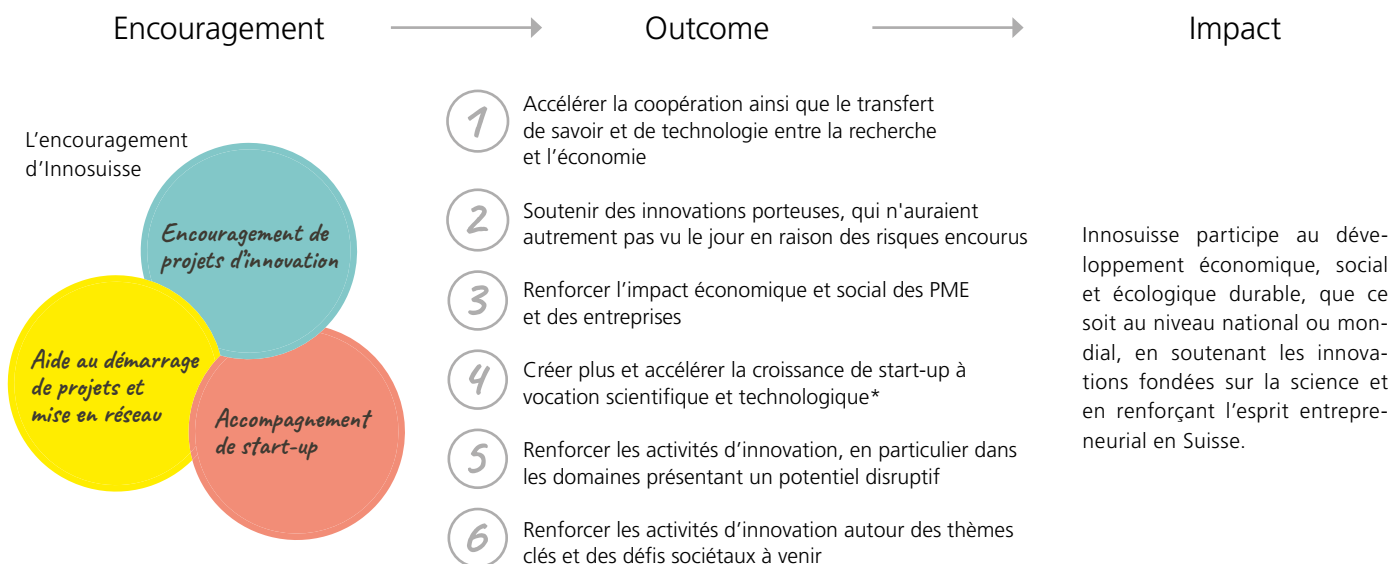 Encouragement
Outcome
Impact
L'encouragement
d'Innosuisse
Encouragement de
projets d'innovation
Aide au démarrage
de projets et
mise en réseau
Accompagnement
de start-up
1
Accélérer la coopération ainsi que le transfert
de savoir et de technologie entre la recherche
et l'économie
2
Soutenir des innovations porteuses, qui n'auraient
autrement pas vu le jour en raison des risques encourus
3
Renforcer l'impact économique et social des PME
et des entreprises
4
Créer plus et accélérer la croissance de start-up à
vocation scientifique et technologique*
5
Renforcer les activités d'innovation, en particulier dans
les domaines présentant un potentiel disruptif
6
Renforcer les activités d'innovation autour des thèmes
clés et des défis sociétaux à venir
Innosuisse participe au déve-
loppement économique, social
et écologique durable, que ce
soit au niveau national ou mon-
dial, en soutenant les innova-
tions fondées sur la science et
en renforçant l'esprit entrepre-
neurial en Suisse.